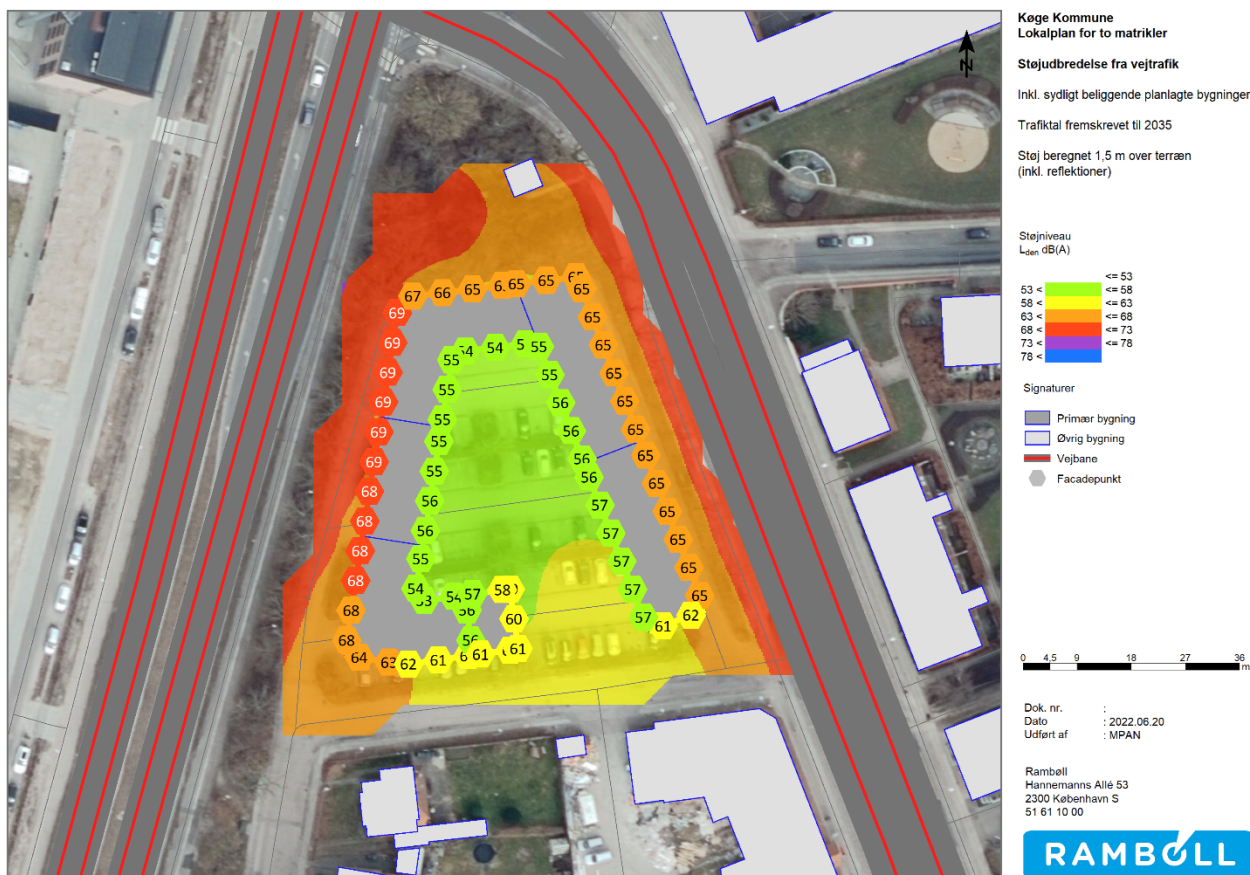 Køge Kommune
Lokalplan for to matrikler
Støjudbredelse fra vejtrafik
Inkl. sydligt beliggende planlagte bygninger
Trafiktal fremskrevet til 2035
Støj beregnet 1,5 m over terræn
(inkl. reflektioner)
Støjniveau
Lden dB(A)
<= 53
53 < <= 58
58 < <= 63
63 < <= 68
68 < <= 73
73 < <= 78
78 <
Signaturer
Primær bygning
Øvrig bygning
Vejbane
Facadepunkt
0 4,5 9 18 27 36
m
Dok. nr. :
Dato : 2022.06.20
Udført af : MPAN
Rambøll
Hannemanns Allé 53
2300 København S
51 61 10 00
RAMBOLL
N
67 66 65 65 65 65
69 65
69 65
69 65
69 65
69 65
69 65
68 65
68 65
68 65
68 65
68 65
68 62
64 63 62 61 61 61 61
55 54 54 55
55 55
55 56
55 56
55 56
56 56
56 57
55 57
54 57
54 57 58 57
56 60 57
56